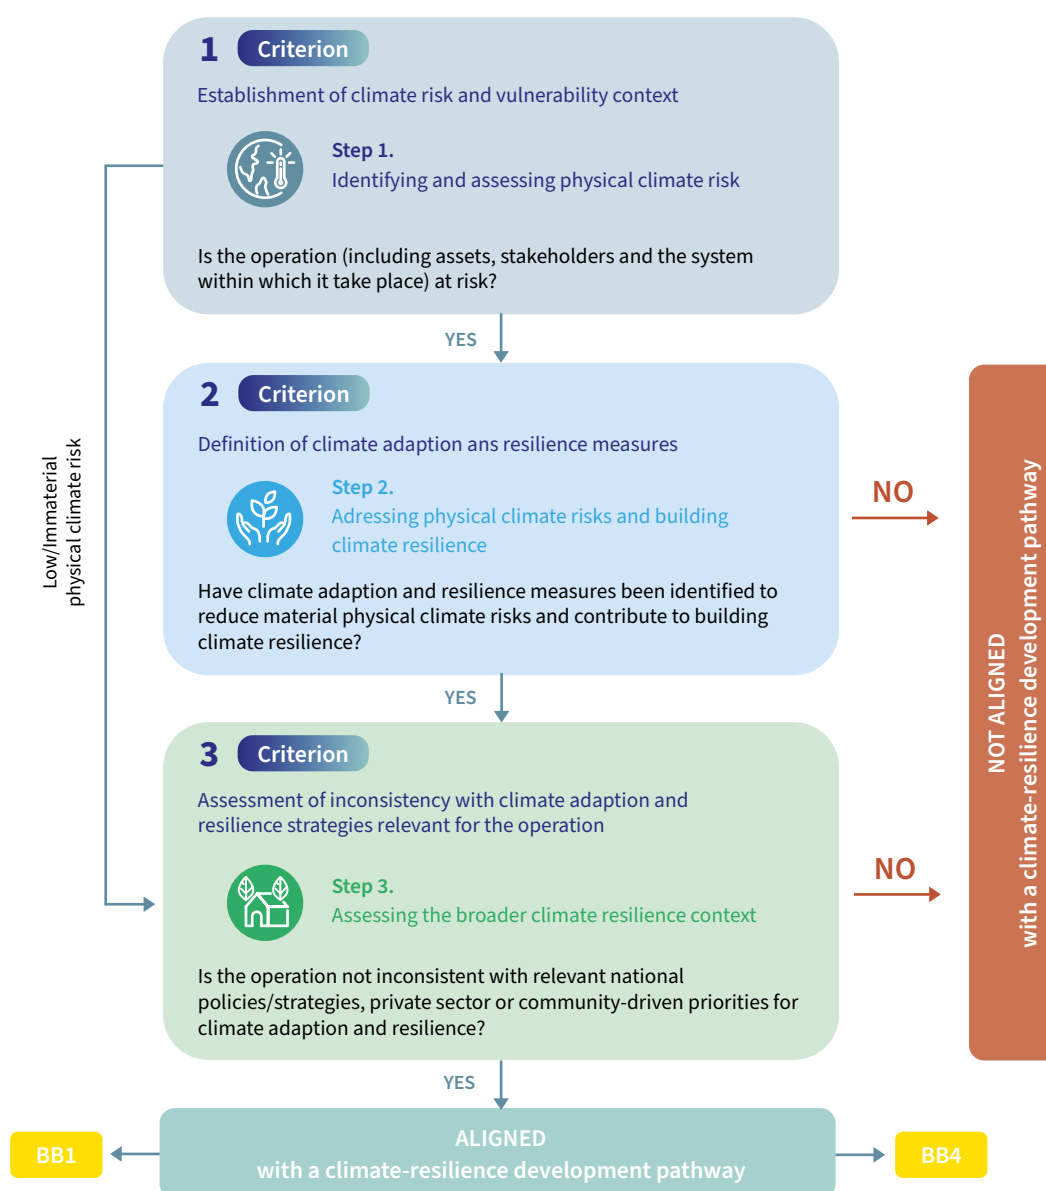 1 Criterion
Establishment of climate risk and vulnerability context
Step 1.
Identifying and assessing physical climate risk
Is the operation (including assets, stakeholders and the system
within which it take place) at risk?
YES
Low/Immaterial
physical climate risk
2 Criterion
Definition of climate adaption ans resilience measures
Step 2.
Adressing physical climate risks and building
climate resilience
Have climate adaption and resilience measures been identified to
reduce material physical climate risks and contribute to building
climate resilience?
NO
YES
NOT ALIGNED
with a climate-resilience development pathway
3 Criterion
Assessment of inconsistency with climate adaption and
resilience strategies relevant for the operation
Step 3.
Assessing the broader climate resilience context
Is the operation not inconsistent with relevant national
policies/strategies, private sector or community-driven priorities for
climate adaption and resilience?
NO
YES
BB1
ALIGNED
with a climate-resilience development pathway
BB4